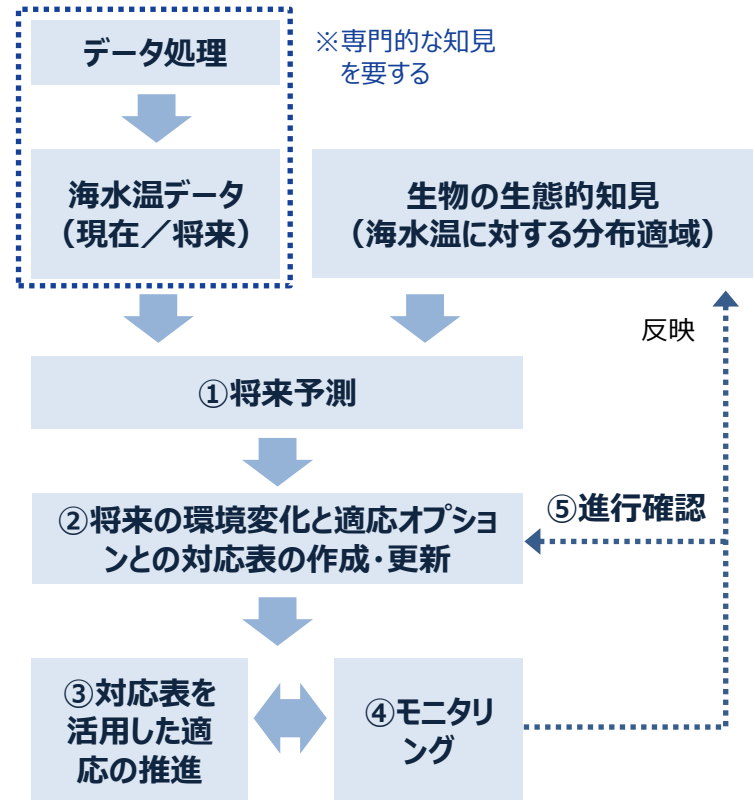 データ処理
※専門的な知見
を要する
海水温データ
(現在／将来)
生物の生態的知見
(海水温に対する分布適域)
反映
①将来予測
②将来の環境変化と適応オプショ
ンとの対応表の作成・更新
⑤進行確認
③対応表を
活用した適
応の推進
④モニタリ
ング